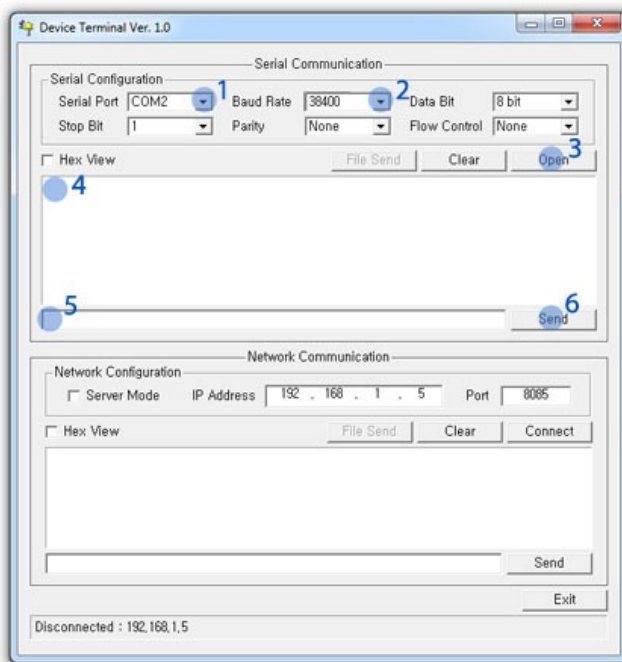 Device Terminal Ver. 1.0
Serial Communication
Serial Configuration
Serial Port COM2 1 Baud Rate 38400 2 Data Bit 8 bit
Stop Bit 1 Parity None Flow Control None
Hex View File Send Clear Open 3
4
5 6
Send
Network Communication
Network Configuration
Server Mode IP Address 192 . 168 . 1 . 5 Port 8085
Hex View File Send Clear Connect
Send
Exit
Disconnected : 192,168,1,5